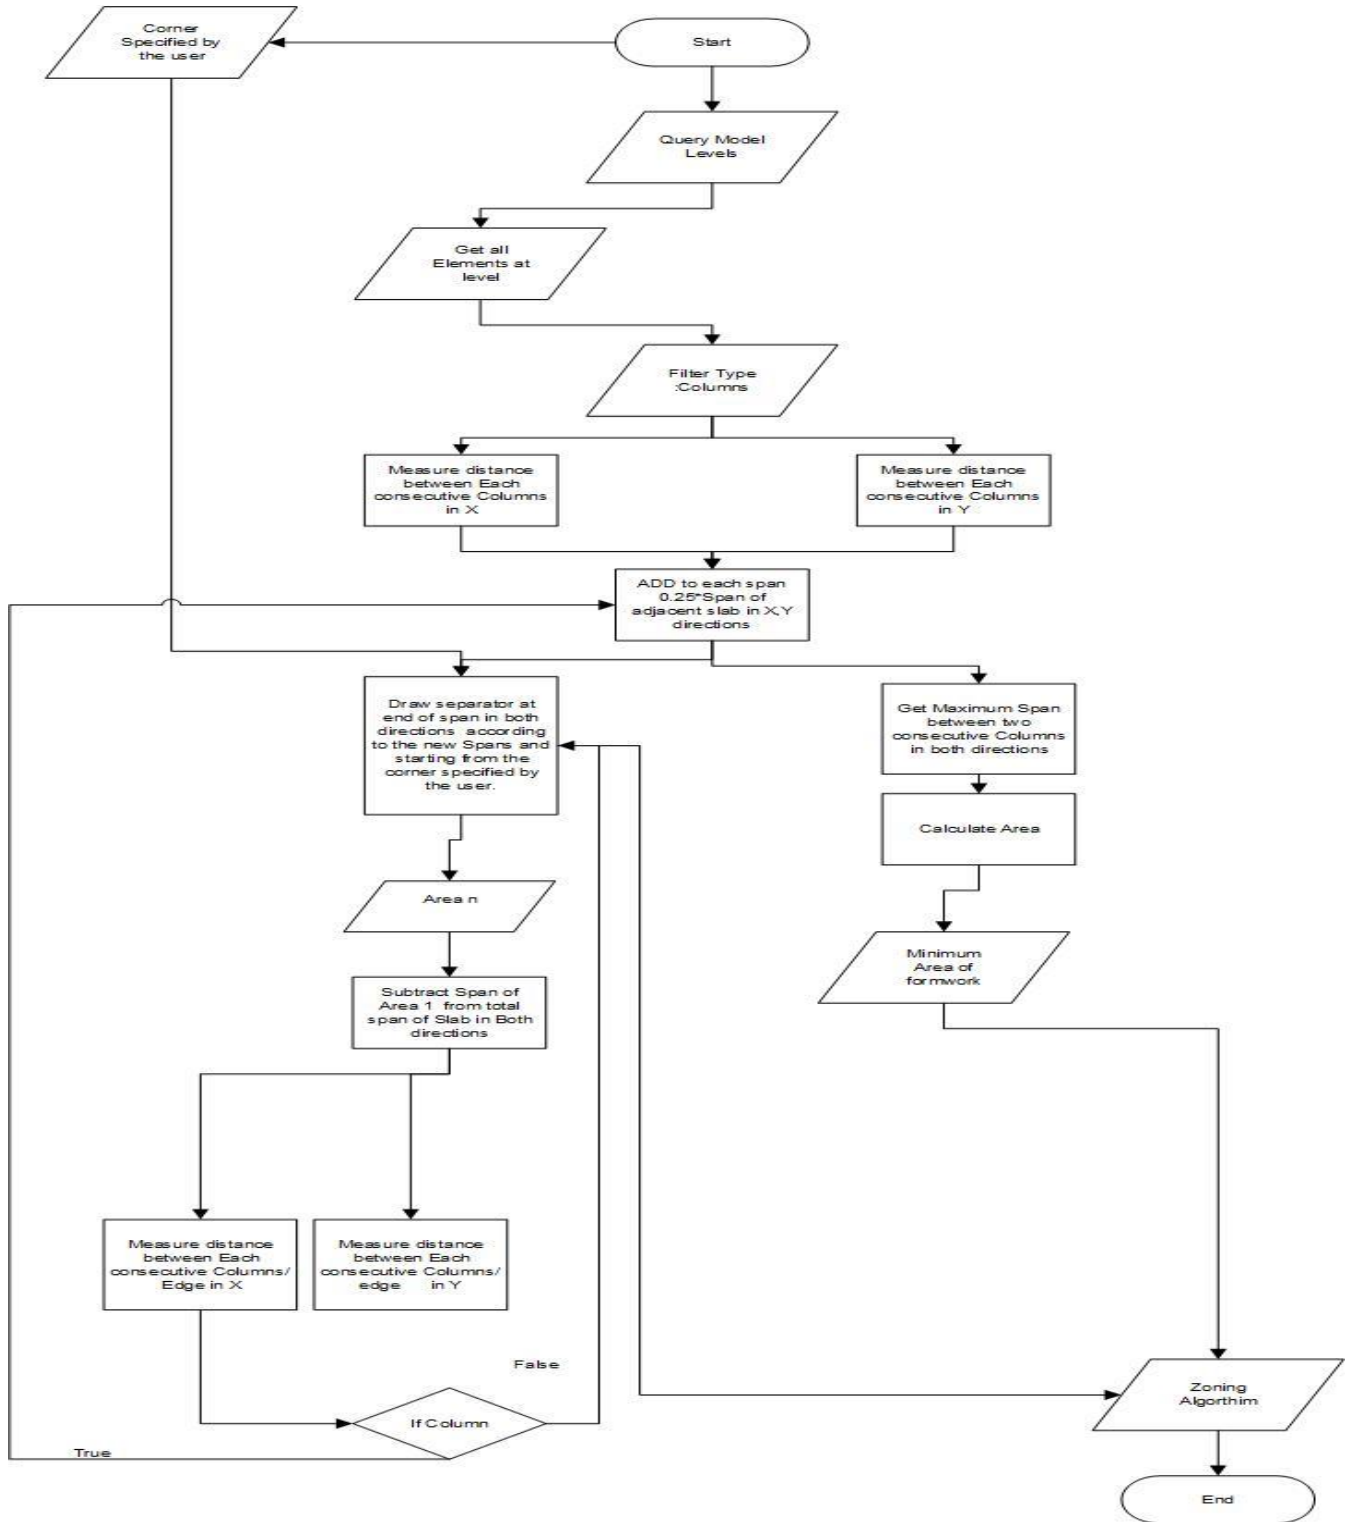 Corner
Specified by
the user
Start
Query Model
Levels
Get all
Elements at
level
Filter Type
:Columns
Measure distance
between Each
consecutive Columns
in X
Measure distance
between Each
consecutive Columns
in Y
ADD to each span
0.25*Span of
adjacent slab in X,Y
directions
Draw separator at
end of span in both
directions according
to the new Spans and
starting from the
corner specified by
the user.
Get Maximum Span
between two
consecutive Columns
in both directions
Calculate Area
Area n
Minimum
Area of
formwork
Subtract Span of
Area 1 from total
span of Slab in Both
directions
Measure distance
between Each
consecutive Columns/
Edge in X
Measure distance
between Each
consecutive Columns/
edge in Y
False
If Column
True
Zoning
Algorthim
End